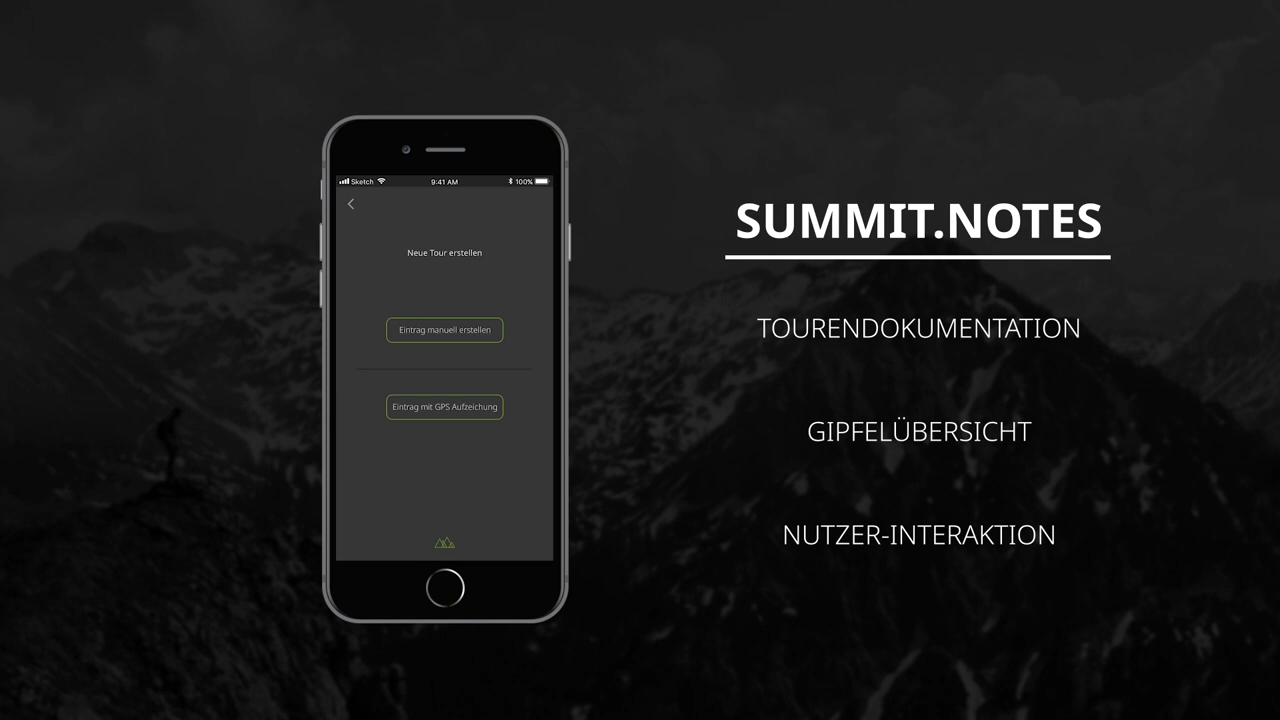 Sketch 9:41 AM 100%
Neue Tour erstellen
Eintrag manuell erstellen
Eintrag mit GPS Aufzeichung
SUMMIT.NOTES
TOURENDOKUMENTATION
GIPFELÜBERSICHT
NUTZER-INTERAKTION